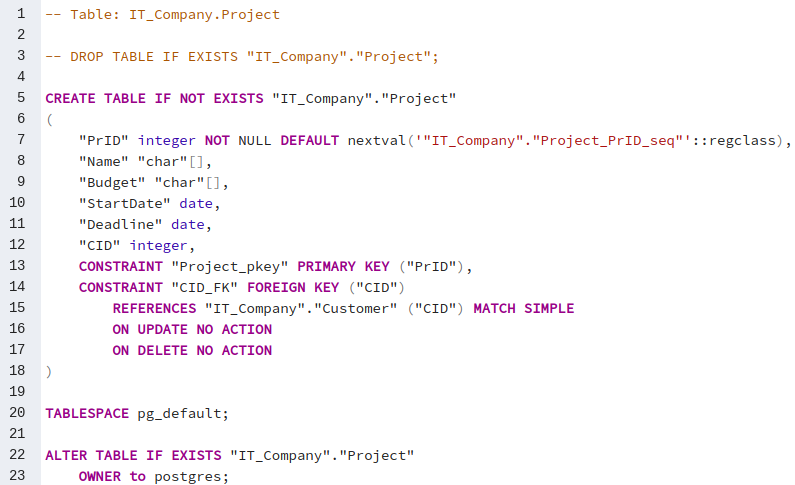 1 -- Table: IT_Company.Project
2
3 -- DROP TABLE IF EXISTS "IT_Company"."Project";
4
5 CREATE TABLE IF NOT EXISTS "IT_Company"."Project"
6 (
7     "PrID" integer NOT NULL DEFAULT nextval('"IT_Company"."Project_PrID_seq"'::regclass),
8     "Name" "char"[],
9     "Budget" "char"[],
10     "StartDate" date,
11     "Deadline" date,
12     "CID" integer,
13     CONSTRAINT "Project_pkey" PRIMARY KEY ("PrID"),
14     CONSTRAINT "CID_FK" FOREIGN KEY ("CID")
15         REFERENCES "IT_Company"."Customer" ("CID") MATCH SIMPLE
16         ON UPDATE NO ACTION
17         ON DELETE NO ACTION
18 )
19
20 TABLESPACE pg_default;
21
22 ALTER TABLE IF EXISTS "IT_Company"."Project"
23     OWNER to postgres;